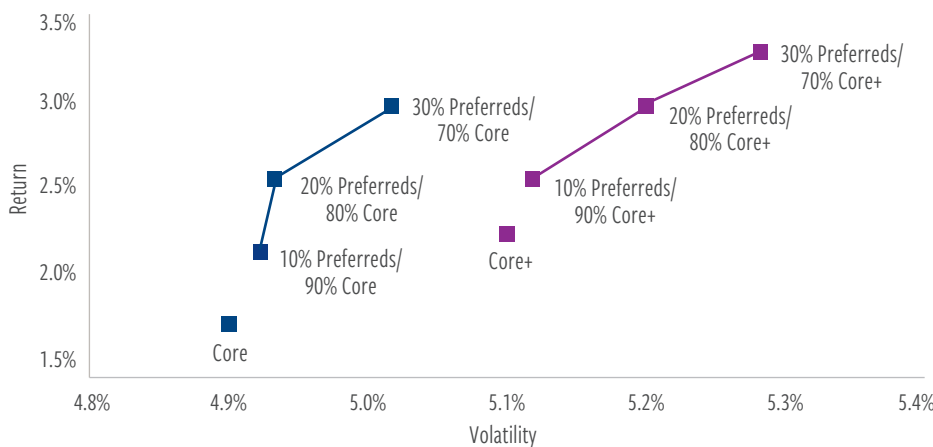 3.5%
3.0%
2.5%
2.0%
1.5%
Return
30% Preferreds/
70% Core
20% Preferreds/
80% Core
10% Preferreds/
90% Core
Core
30% Preferreds/
70% Core+
20% Preferreds/
80% Core+
10% Preferreds/
90% Core+
Core+
4.8%
4.9%
5.0%
5.1%
5.2%
5.3%
5.4%
Volatility